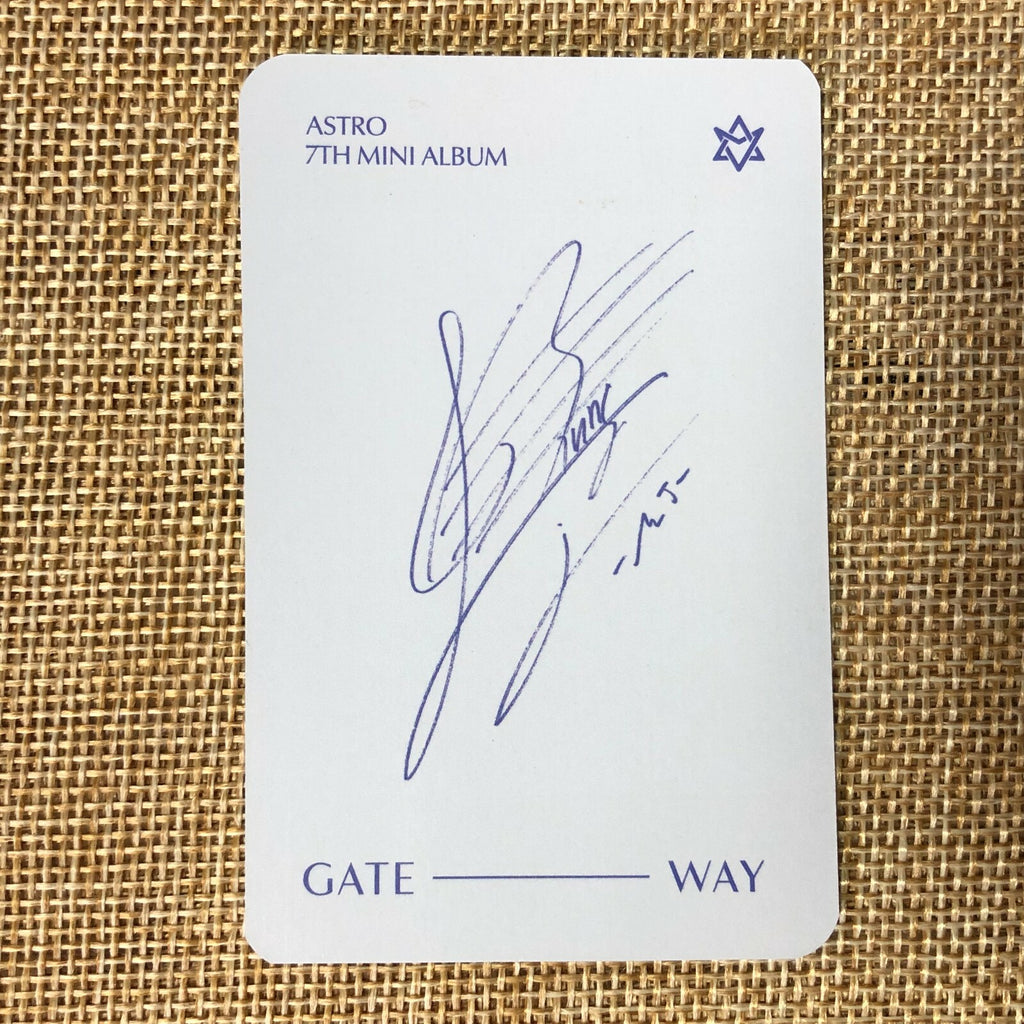 ASTRO
7TH MINI ALBUM
GATE WAY